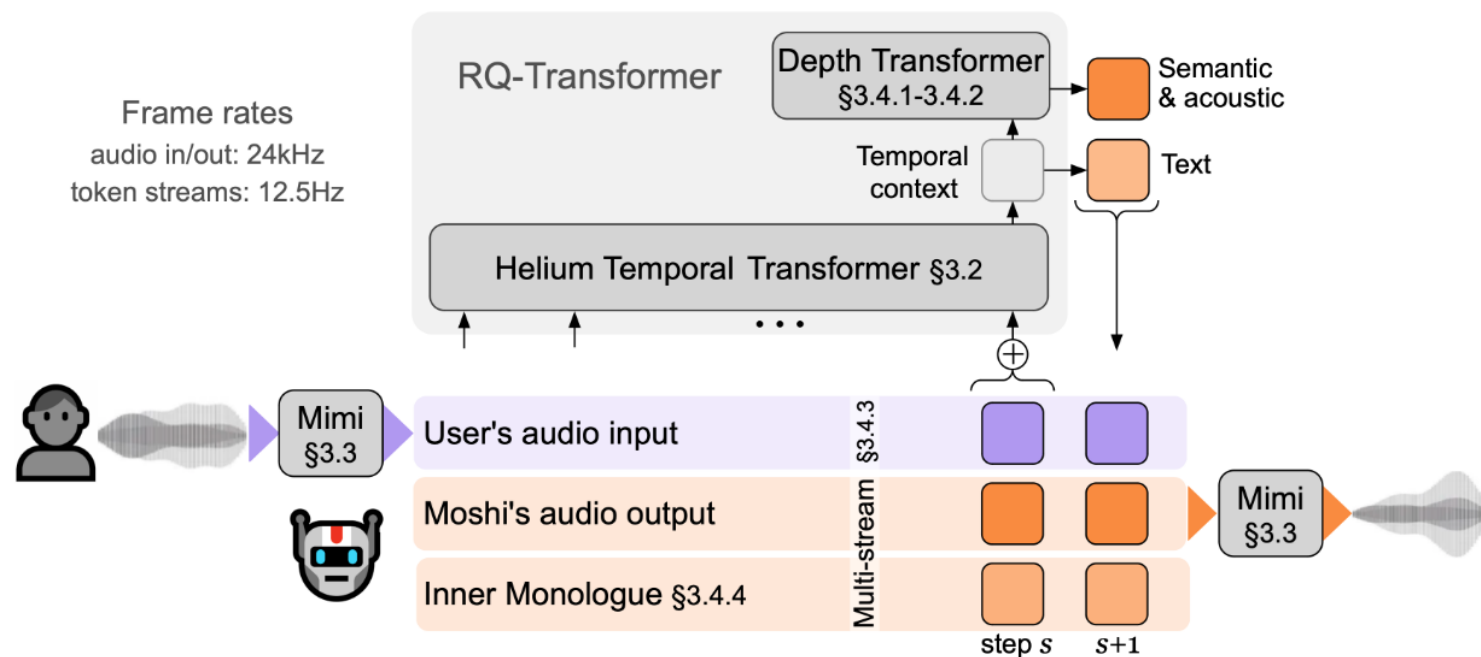 RQ-Transformer
Depth Transformer
§3.4.1-3.4.2
Semantic
& acoustic
Frame rates
audio in/out: 24kHz
token streams: 12.5Hz
Temporal
context
Text
Helium Temporal Transformer §3.2
...
+
Mimi
§3.3
User's audio input
Moshi's audio output
Inner Monologue §3.4.4
Multi-stream §3.4.3
Mimi
§3.3
step s
s+1